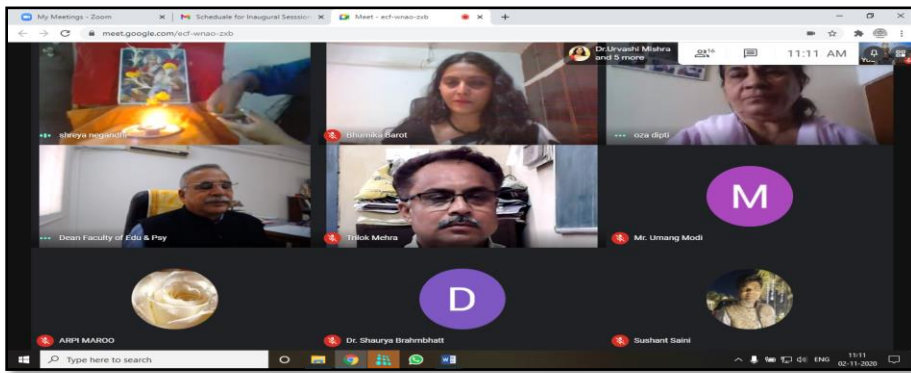 My Meetings - Zoom
Scheduale for Inaugural Sesssion
Meet - ecf-wnao-zxb
meet.google.com/ecf-wnao-zxb
Dr.Urvashi Mishra
and 5 more
16
11:11 AM
You
shreya negandhi
Bhumika Barot
oza dipti
Dean Faculty of Edu & Psy
Trilok Mehra
M
Mr. Umang Modi
ARPI MAROO
D
Dr. Shaurya Brahmbhatt
Sushant Saini
Type here to search
ENG
11:11
02-11-2020